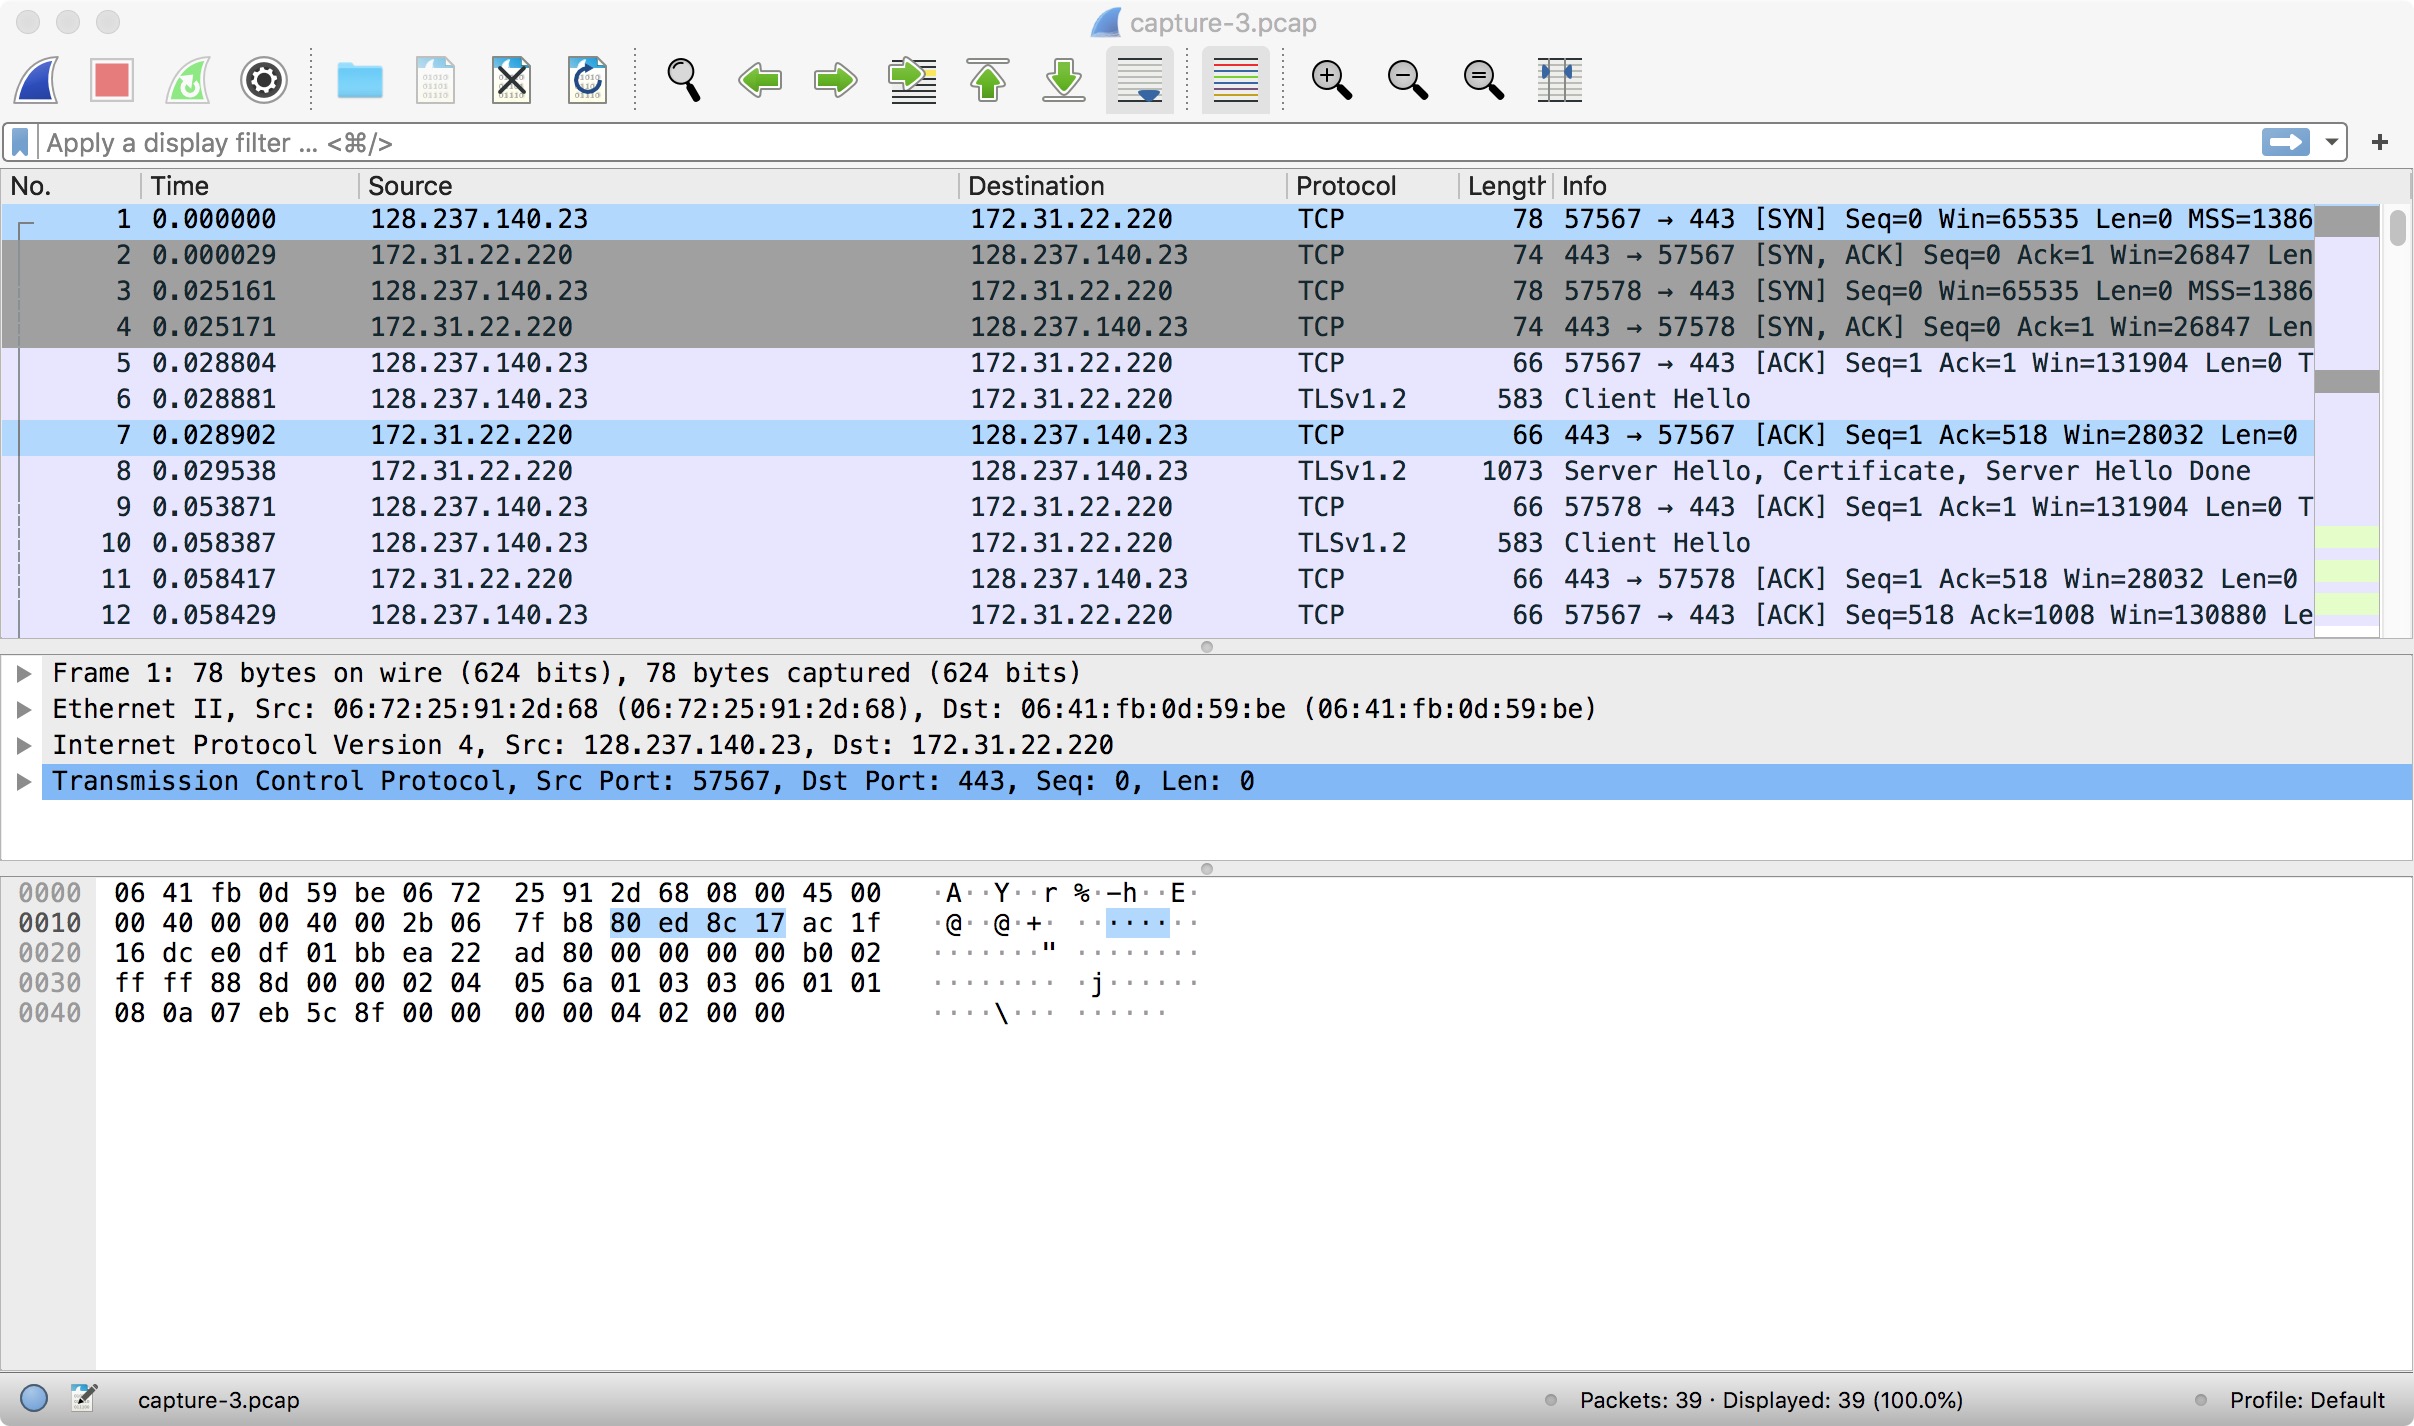 capture-3.pcap
Apply a display filter ... <⌘/>
+
No. Time Source Destination Protocol Length Info
1 0.000000 128.237.140.23 172.31.22.220 TCP 78 57567 → 443 [SYN] Seq=0 Win=65535 Len=0 MSS=1386
2 0.000029 172.31.22.220 128.237.140.23 TCP 74 443 → 57567 [SYN, ACK] Seq=0 Ack=1 Win=26847 Len
3 0.025161 128.237.140.23 172.31.22.220 TCP 78 57578 → 443 [SYN] Seq=0 Win=65535 Len=0 MSS=1386
4 0.025171 172.31.22.220 128.237.140.23 TCP 74 443 → 57578 [SYN, ACK] Seq=0 Ack=1 Win=26847 Len
5 0.028804 128.237.140.23 172.31.22.220 TCP 66 57567 → 443 [ACK] Seq=1 Ack=1 Win=131904 Len=0 T
6 0.028881 128.237.140.23 172.31.22.220 TLSv1.2 583 Client Hello
7 0.028902 172.31.22.220 128.237.140.23 TCP 66 443 → 57567 [ACK] Seq=1 Ack=518 Win=28032 Len=0
8 0.029538 172.31.22.220 128.237.140.23 TLSv1.2 1073 Server Hello, Certificate, Server Hello Done
9 0.053871 128.237.140.23 172.31.22.220 TCP 66 57578 → 443 [ACK] Seq=1 Ack=1 Win=131904 Len=0 T
10 0.058387 128.237.140.23 172.31.22.220 TLSv1.2 583 Client Hello
11 0.058417 172.31.22.220 128.237.140.23 TCP 66 443 → 57578 [ACK] Seq=1 Ack=518 Win=28032 Len=0
12 0.058429 128.237.140.23 172.31.22.220 TCP 66 57567 → 443 [ACK] Seq=518 Ack=1008 Win=130880 Le
Frame 1: 78 bytes on wire (624 bits), 78 bytes captured (624 bits)
Ethernet II, Src: 06:72:25:91:2d:68 (06:72:25:91:2d:68), Dst: 06:41:fb:0d:59:be (06:41:fb:0d:59:be)
Internet Protocol Version 4, Src: 128.237.140.23, Dst: 172.31.22.220
Transmission Control Protocol, Src Port: 57567, Dst Port: 443, Seq: 0, Len: 0
0000 06 41 fb 0d 59 be 06 72 25 91 2d 68 08 00 45 00 ·A··Y··r %·-h··E·
0010 00 40 00 00 40 00 2b 06 7f b8 80 ed 8c 17 ac 1f ·@··@·+· ········
0020 16 dc e0 df 01 bb ea 22 ad 80 00 00 00 00 b0 02 ·······" ········
0030 ff ff 88 8d 00 00 02 04 05 6a 01 03 03 06 01 01 ········ ·j······
0040 08 0a 07 eb 5c 8f 00 00 00 00 04 02 00 00 ····\··· ······
capture-3.pcap Packets: 39 · Displayed: 39 (100.0%) Profile: Default